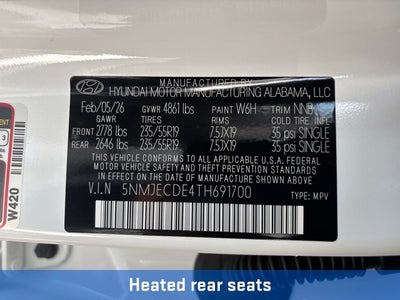 MANUFACTURED BY
HYUNDAI MOTOR MANUFACTURING ALABAMA, LLC
Feb/05/26 GVWR 4861 lbs PAINT W6H TRIM NNB
GAWR TIRES RIMS COLD TIRE INF
FRONT 2778 lbs 235/55R19 7.5JX19 35 psi SINGLE
REAR 2646 lbs 235/55R19 7.5JX19 35 psi SINGLE
THIS VEHICLE CONFORMS TO ALL APPLICABLE U.S. FEDERAL MOTOR
VEHICLE SAFETY AND THEFT PREVENTION STANDARDS IN EFFECT
ON THE DATE OF MANUFACTURE SHOWN ABOVE.
V.I.N 5NMJECDE4TH691700
TYPE: MPV
3
W420
Heated rear seats